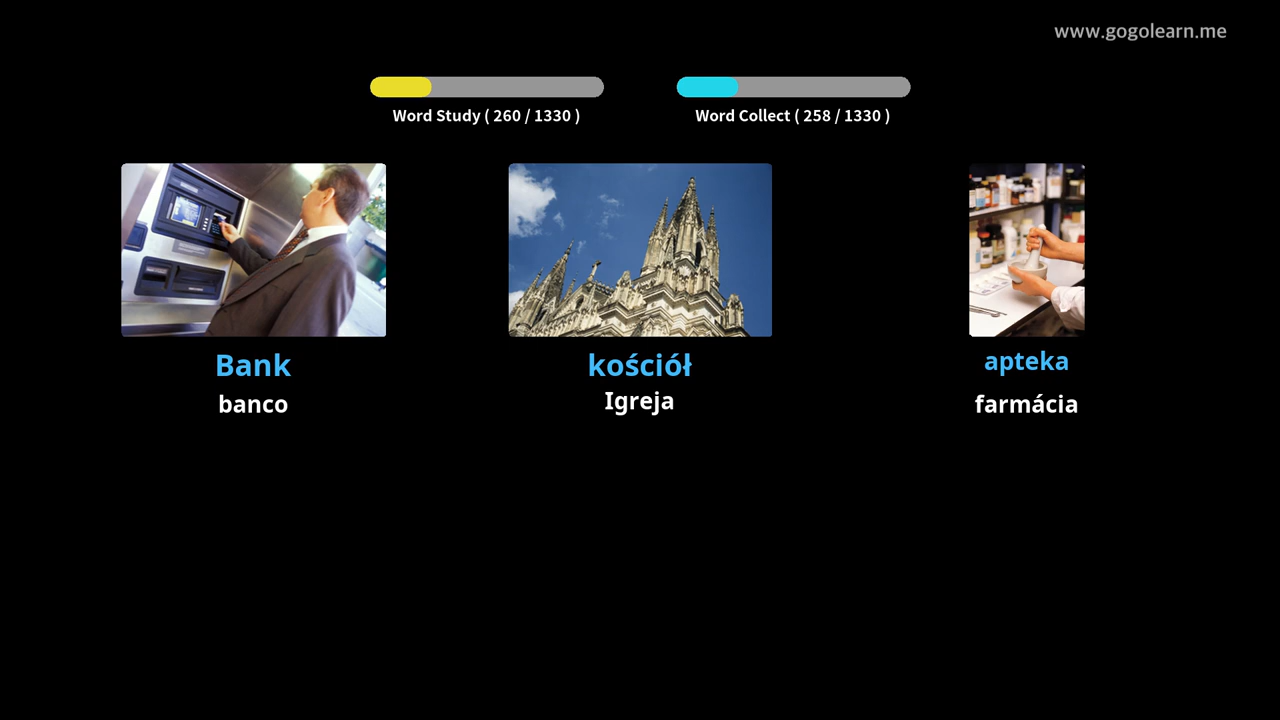 www.gogolearn.me
Word Study ( 260 / 1330 )
Word Collect ( 258 / 1330 )
Bank
banco
kościół
Igreja
apteka
farmácia